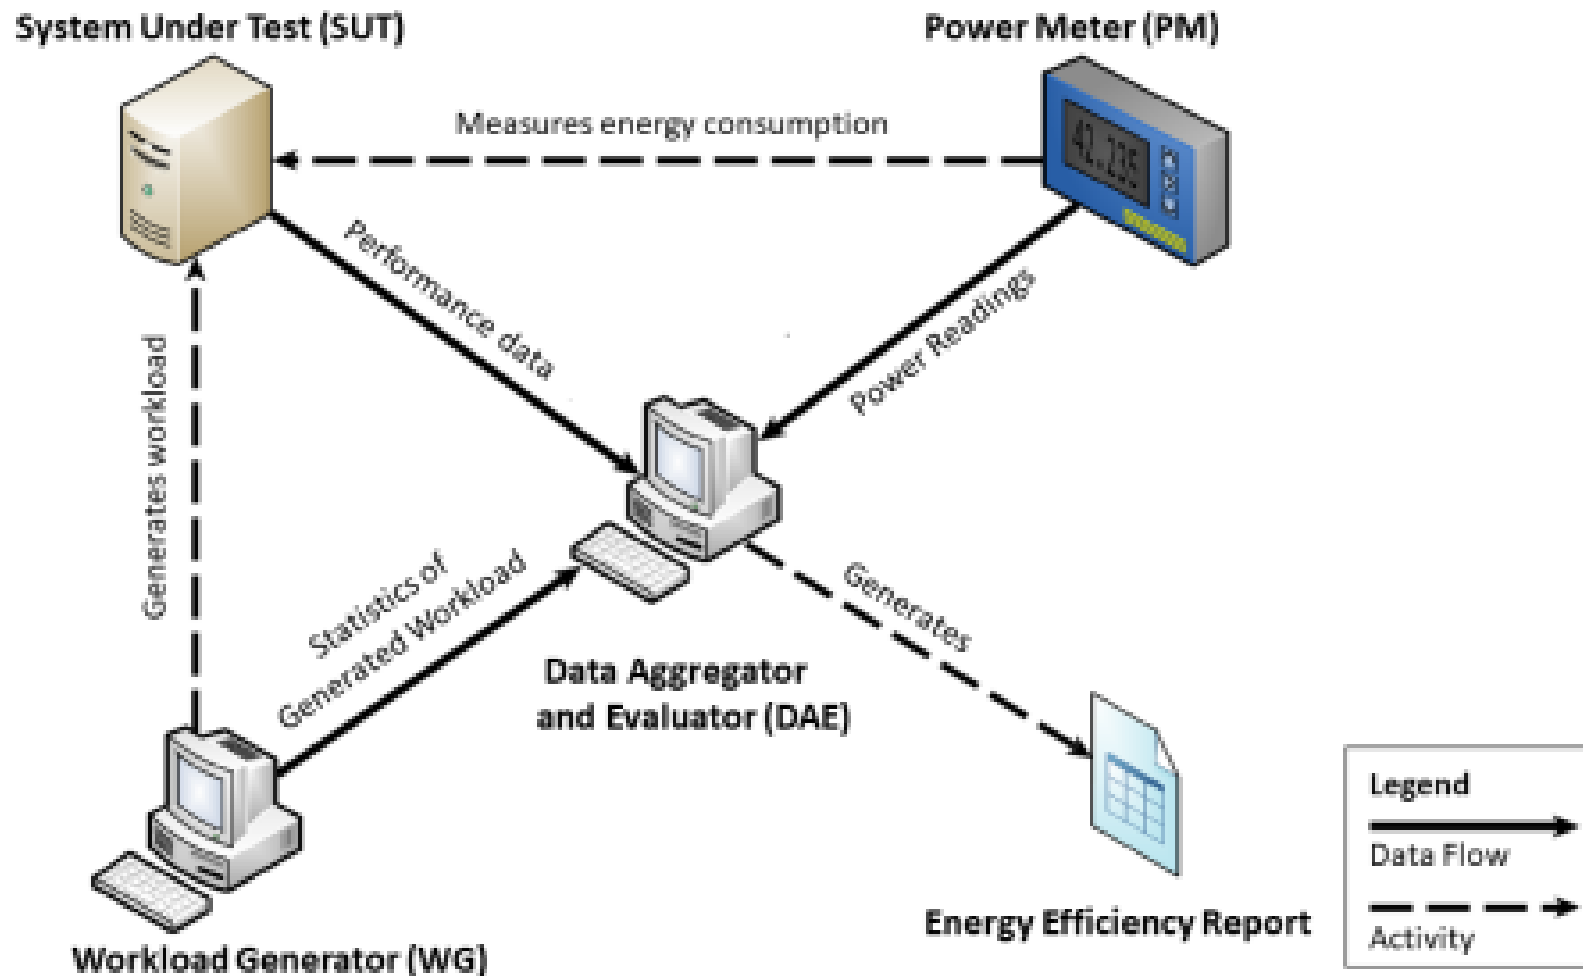 System Under Test (SUT)
Power Meter (PM)
Measures energy consumption
42.235
Performance data
Power Readings
Generates workload
Statistics of
Generated Workload
Generates
Data Aggregator
and Evaluator (DAE)
Workload Generator (WG)
Energy Efficiency Report
Legend
Data Flow
Activity